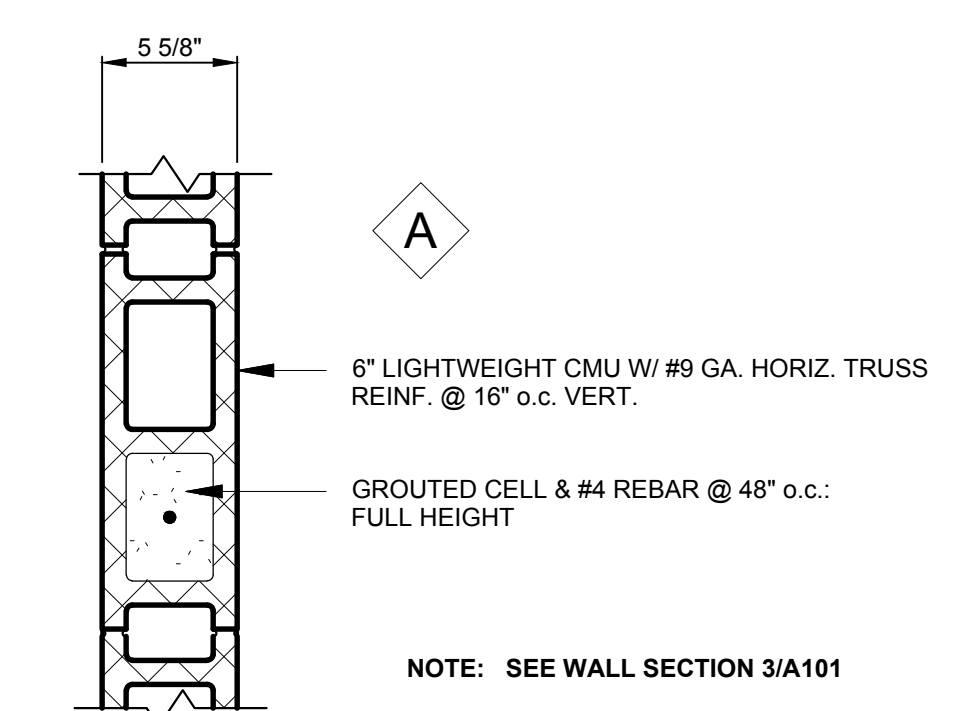 5 5/8"
A
6" LIGHTWEIGHT CMU W/ #9 GA. HORIZ. TRUSS
REINF. @ 16" o.c. VERT.
GROUTED CELL & #4 REBAR @ 48" o.c.:
FULL HEIGHT
NOTE: SEE WALL SECTION 3/A101